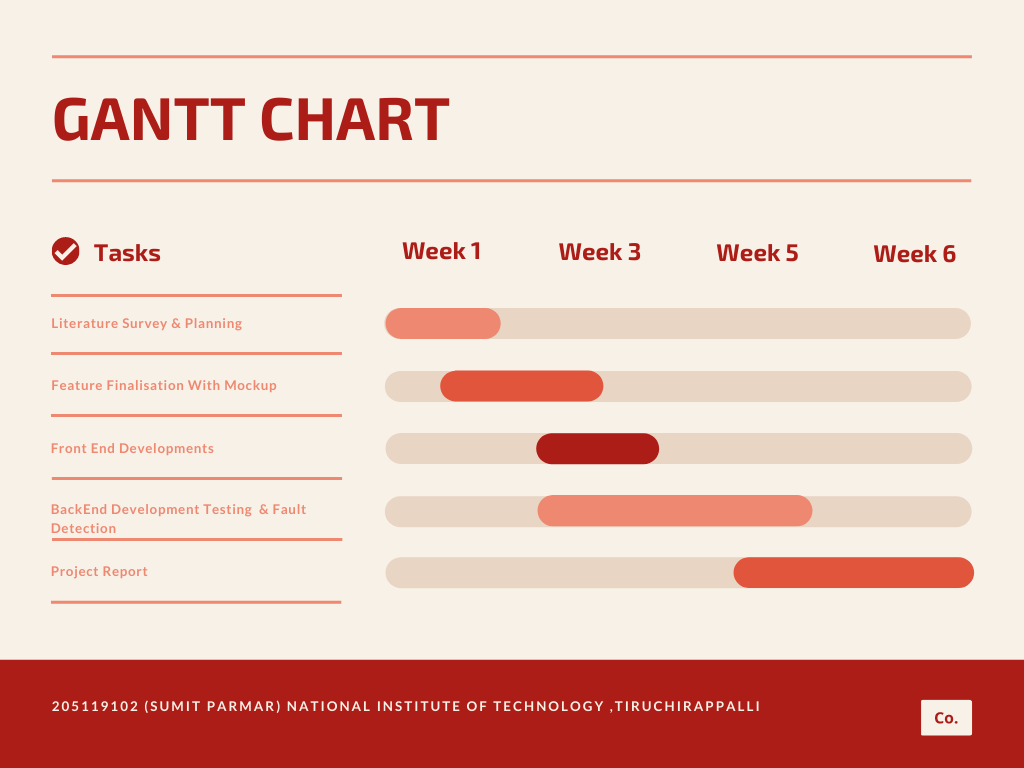 GANTT CHART
Tasks
Week 1
Week 3
Week 5
Week 6
Literature Survey & Planning
Feature Finalisation With Mockup
Front End Developments
BackEnd Development Testing  & Fault
Detection
Project Report
205119102 (SUMIT PARMAR) NATIONAL INSTITUTE OF TECHNOLOGY ,TIRUCHIRAPPALLI
Co.